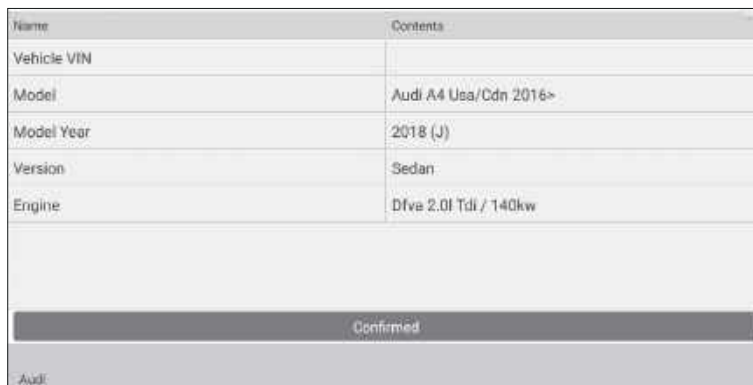 Name Contents
Vehicle VIN
Model Audi A4 Usa/Cdn 2016>
Model Year 2018 (J)
Version Sedan
Engine Dfva 2.0l Tdi / 140kw
Confirmed
Audi